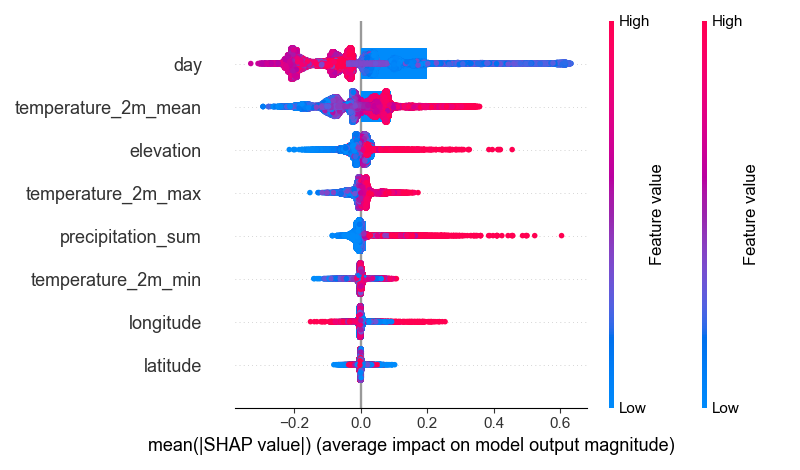 High
High
day
temperature_2m_mean
elevation
temperature_2m_max
precipitation_sum
temperature_2m_min
longitude
latitude
Feature value
Feature value
Low
Low
−0.2 0.0 0.2 0.4 0.6
mean(|SHAP value|) (average impact on model output magnitude)